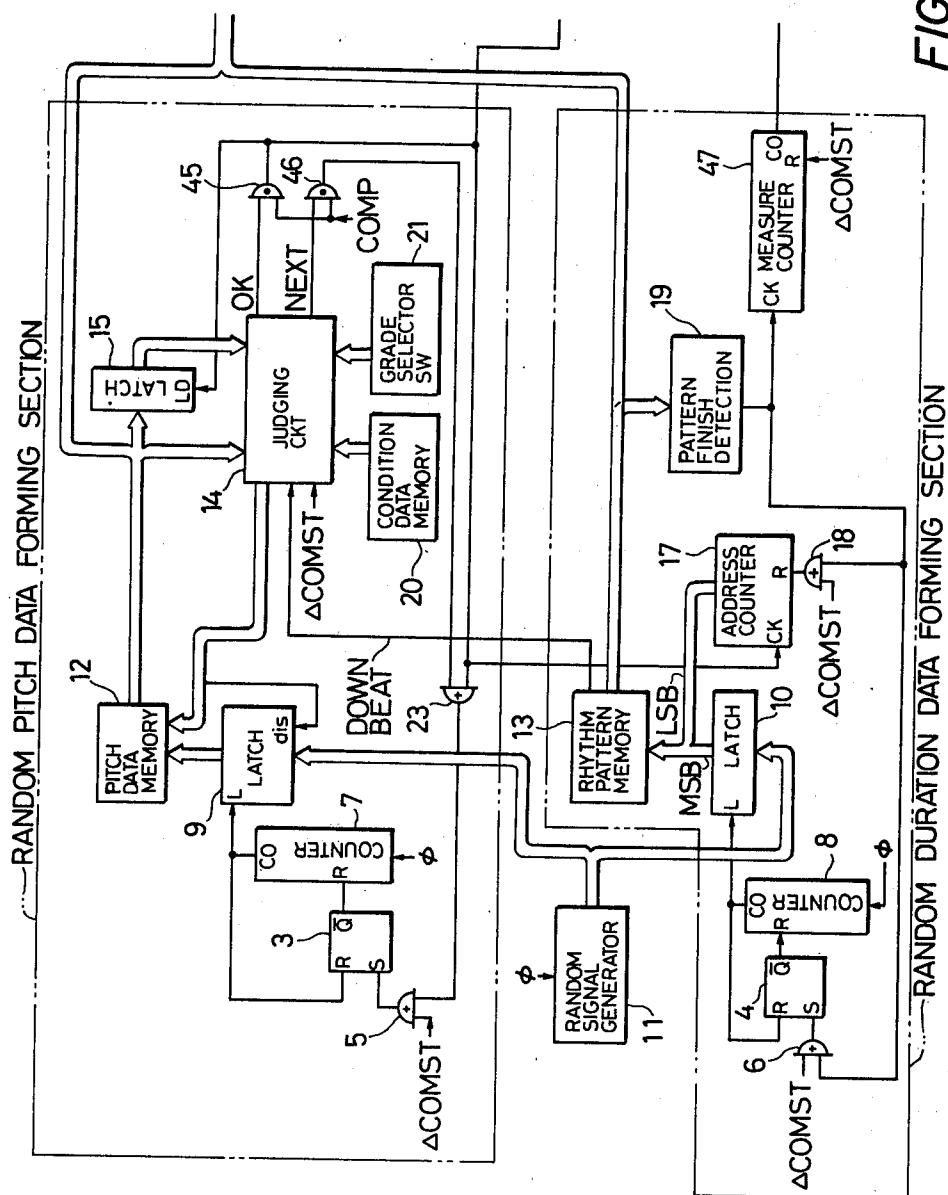 RANDOM PITCH DATA FORMING SECTION
12
PITCH DATA
MEMORY
15
LATCH
LD
14
JUDGING
CKT
OK
NEXT
45
46
COMP
ΔCOMST
CONDITION
DATA
MEMORY
20
GRADE
SELECTOR
SW
21
9
L
LATCH
dis
7
CO
COUNTER
R
φ
3
R
Q̅
S
5
ΔCOMST
23
DOWN
BEAT
φ
RANDOM
SIGNAL
GENERATOR
11
13
RHYTHM
PATTERN
MEMORY
MSB
LSB
L
LATCH
10
17
ADDRESS
COUNTER
CK
R
18
ΔCOMST
19
PATTERN
FINISH
DETECTION
47
CK
MEASURE
COUNTER
CO
R
ΔCOMST
8
CO
COUNTER
R
φ
4
R
Q̅
S
6
ΔCOMST
RANDOM DURATION DATA FORMING SECTION
FIG